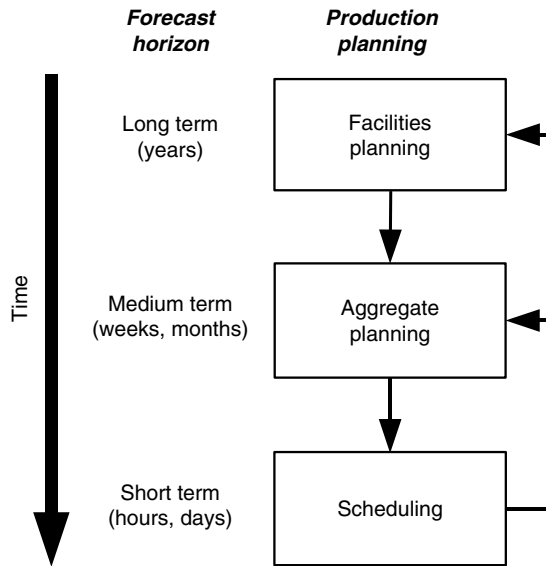 Forecast
horizon
Production
planning
Long term
(years)
Facilities
planning
Time
Medium term
(weeks, months)
Aggregate
planning
Short term
(hours, days)
Scheduling